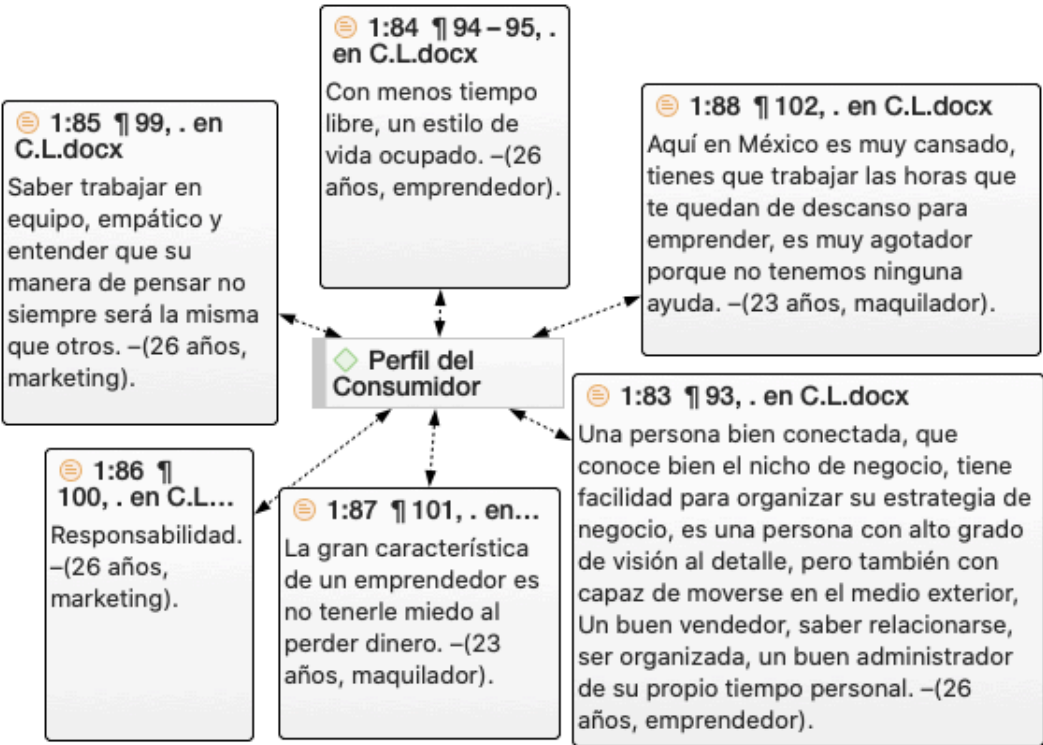 1:84 ¶ 94 – 95, .
en C.L.docx
Con menos tiempo
libre, un estilo de
vida ocupado. –(26
años, emprendedor).
1:85 ¶ 99, . en
C.L.docx
Saber trabajar en
equipo, empático y
entender que su
manera de pensar no
siempre será la misma
que otros. –(26 años,
marketing).
1:88 ¶ 102, . en C.L.docx
Aquí en México es muy cansado,
tienes que trabajar las horas que
te quedan de descanso para
emprender, es muy agotador
porque no tenemos ninguna
ayuda. –(23 años, maquilador).
Perfil del
Consumidor
1:83 ¶ 93, . en C.L.docx
Una persona bien conectada, que
conoce bien el nicho de negocio, tiene
facilidad para organizar su estrategia de
negocio, es una persona con alto grado
de visión al detalle, pero también con
capaz de moverse en el medio exterior,
Un buen vendedor, saber relacionarse,
ser organizada, un buen administrador
de su propio tiempo personal. –(26
años, emprendedor).
1:86 ¶
100, . en C.L...
Responsabilidad.
–(26 años,
marketing).
1:87 ¶ 101, . en...
La gran característica
de un emprendedor es
no tenerle miedo al
perder dinero. –(23
años, maquilador).